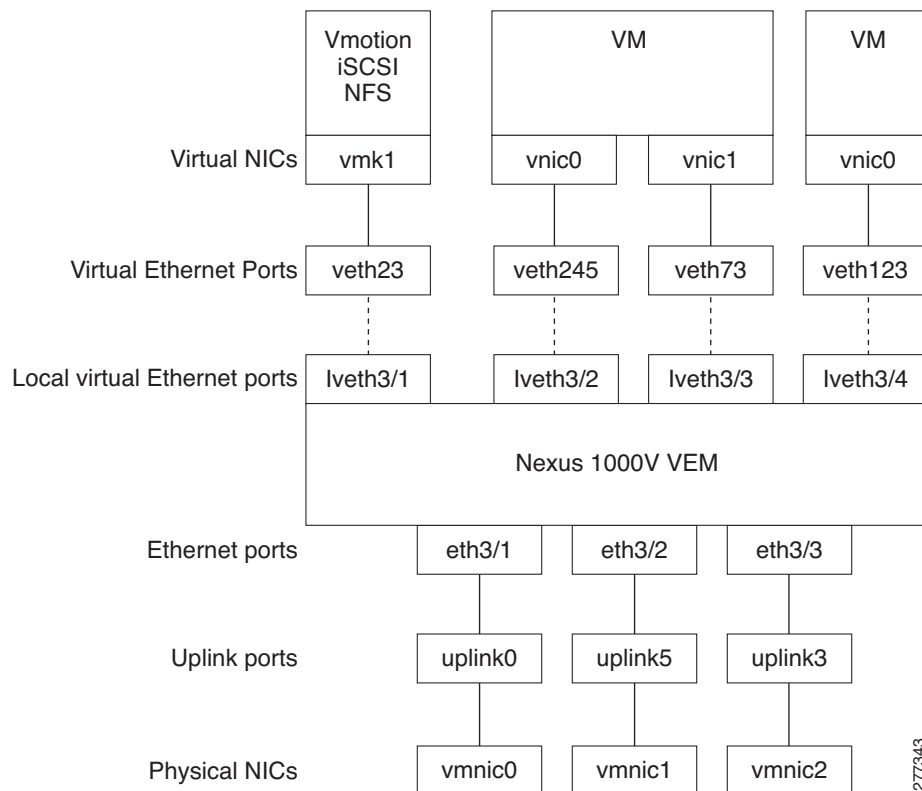 Vmotion
iSCSI
NFS
VM
VM
Virtual NICs
vmk1
vnic0
vnic1
vnic0
Virtual Ethernet Ports
veth23
veth245
veth73
veth123
Local virtual Ethernet ports
lveth3/1
lveth3/2
lveth3/3
lveth3/4
Nexus 1000V VEM
Ethernet ports
eth3/1
eth3/2
eth3/3
Uplink ports
uplink0
uplink5
uplink3
Physical NICs
vmnic0
vmnic1
vmnic2
277343